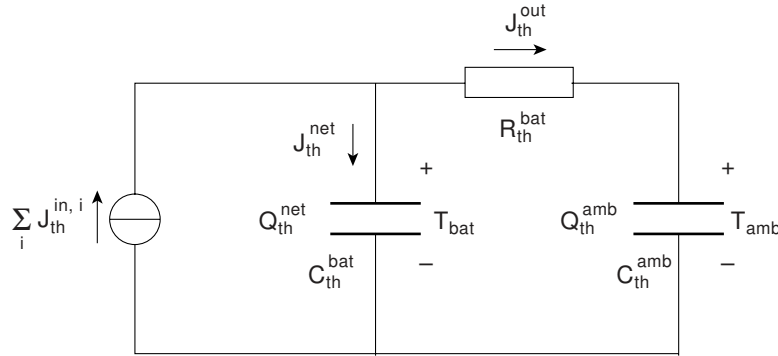 J_th^out
R_th^bat
J_th^net
+
+
Σ_i J_th^in, i
Q_th^net
T_bat
Q_th^amb
T_amb
C_th^bat
–
C_th^amb
–